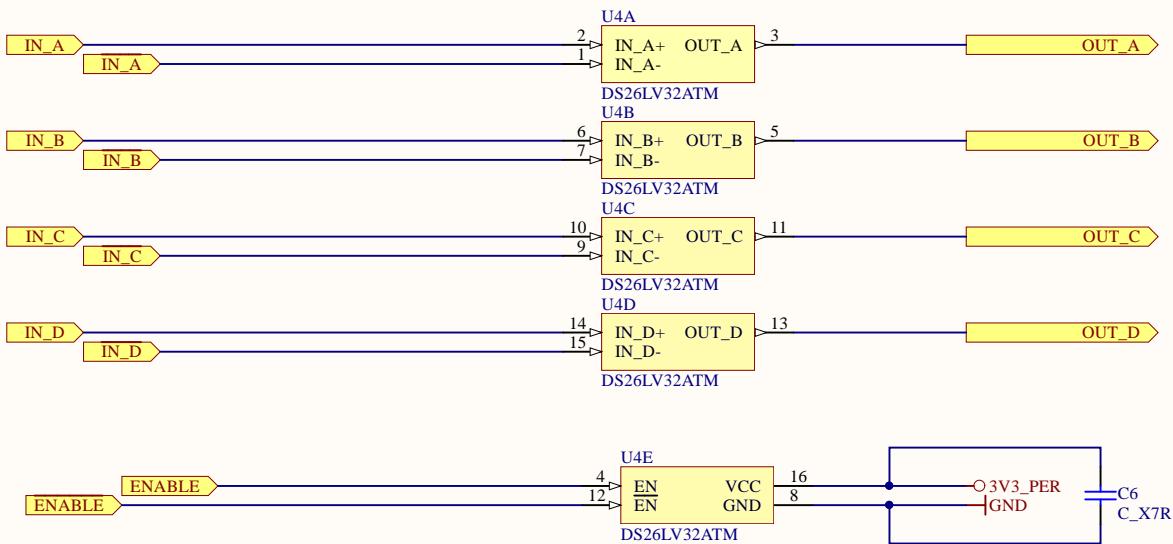 U4A
IN_A 2 IN_A+ OUT_A 3 OUT_A
IN_A 1 IN_A-
DS26LV32ATM
U4B
IN_B 6 IN_B+ OUT_B 5 OUT_B
IN_B 7 IN_B-
DS26LV32ATM
U4C
IN_C 10 IN_C+ OUT_C 11 OUT_C
IN_C 9 IN_C-
DS26LV32ATM
U4D
IN_D 14 IN_D+ OUT_D 13 OUT_D
IN_D 15 IN_D-
DS26LV32ATM
U4E
ENABLE 4 EN VCC 16 3V3_PER C6
ENABLE 12 EN GND 8 GND C_X7R
DS26LV32ATM